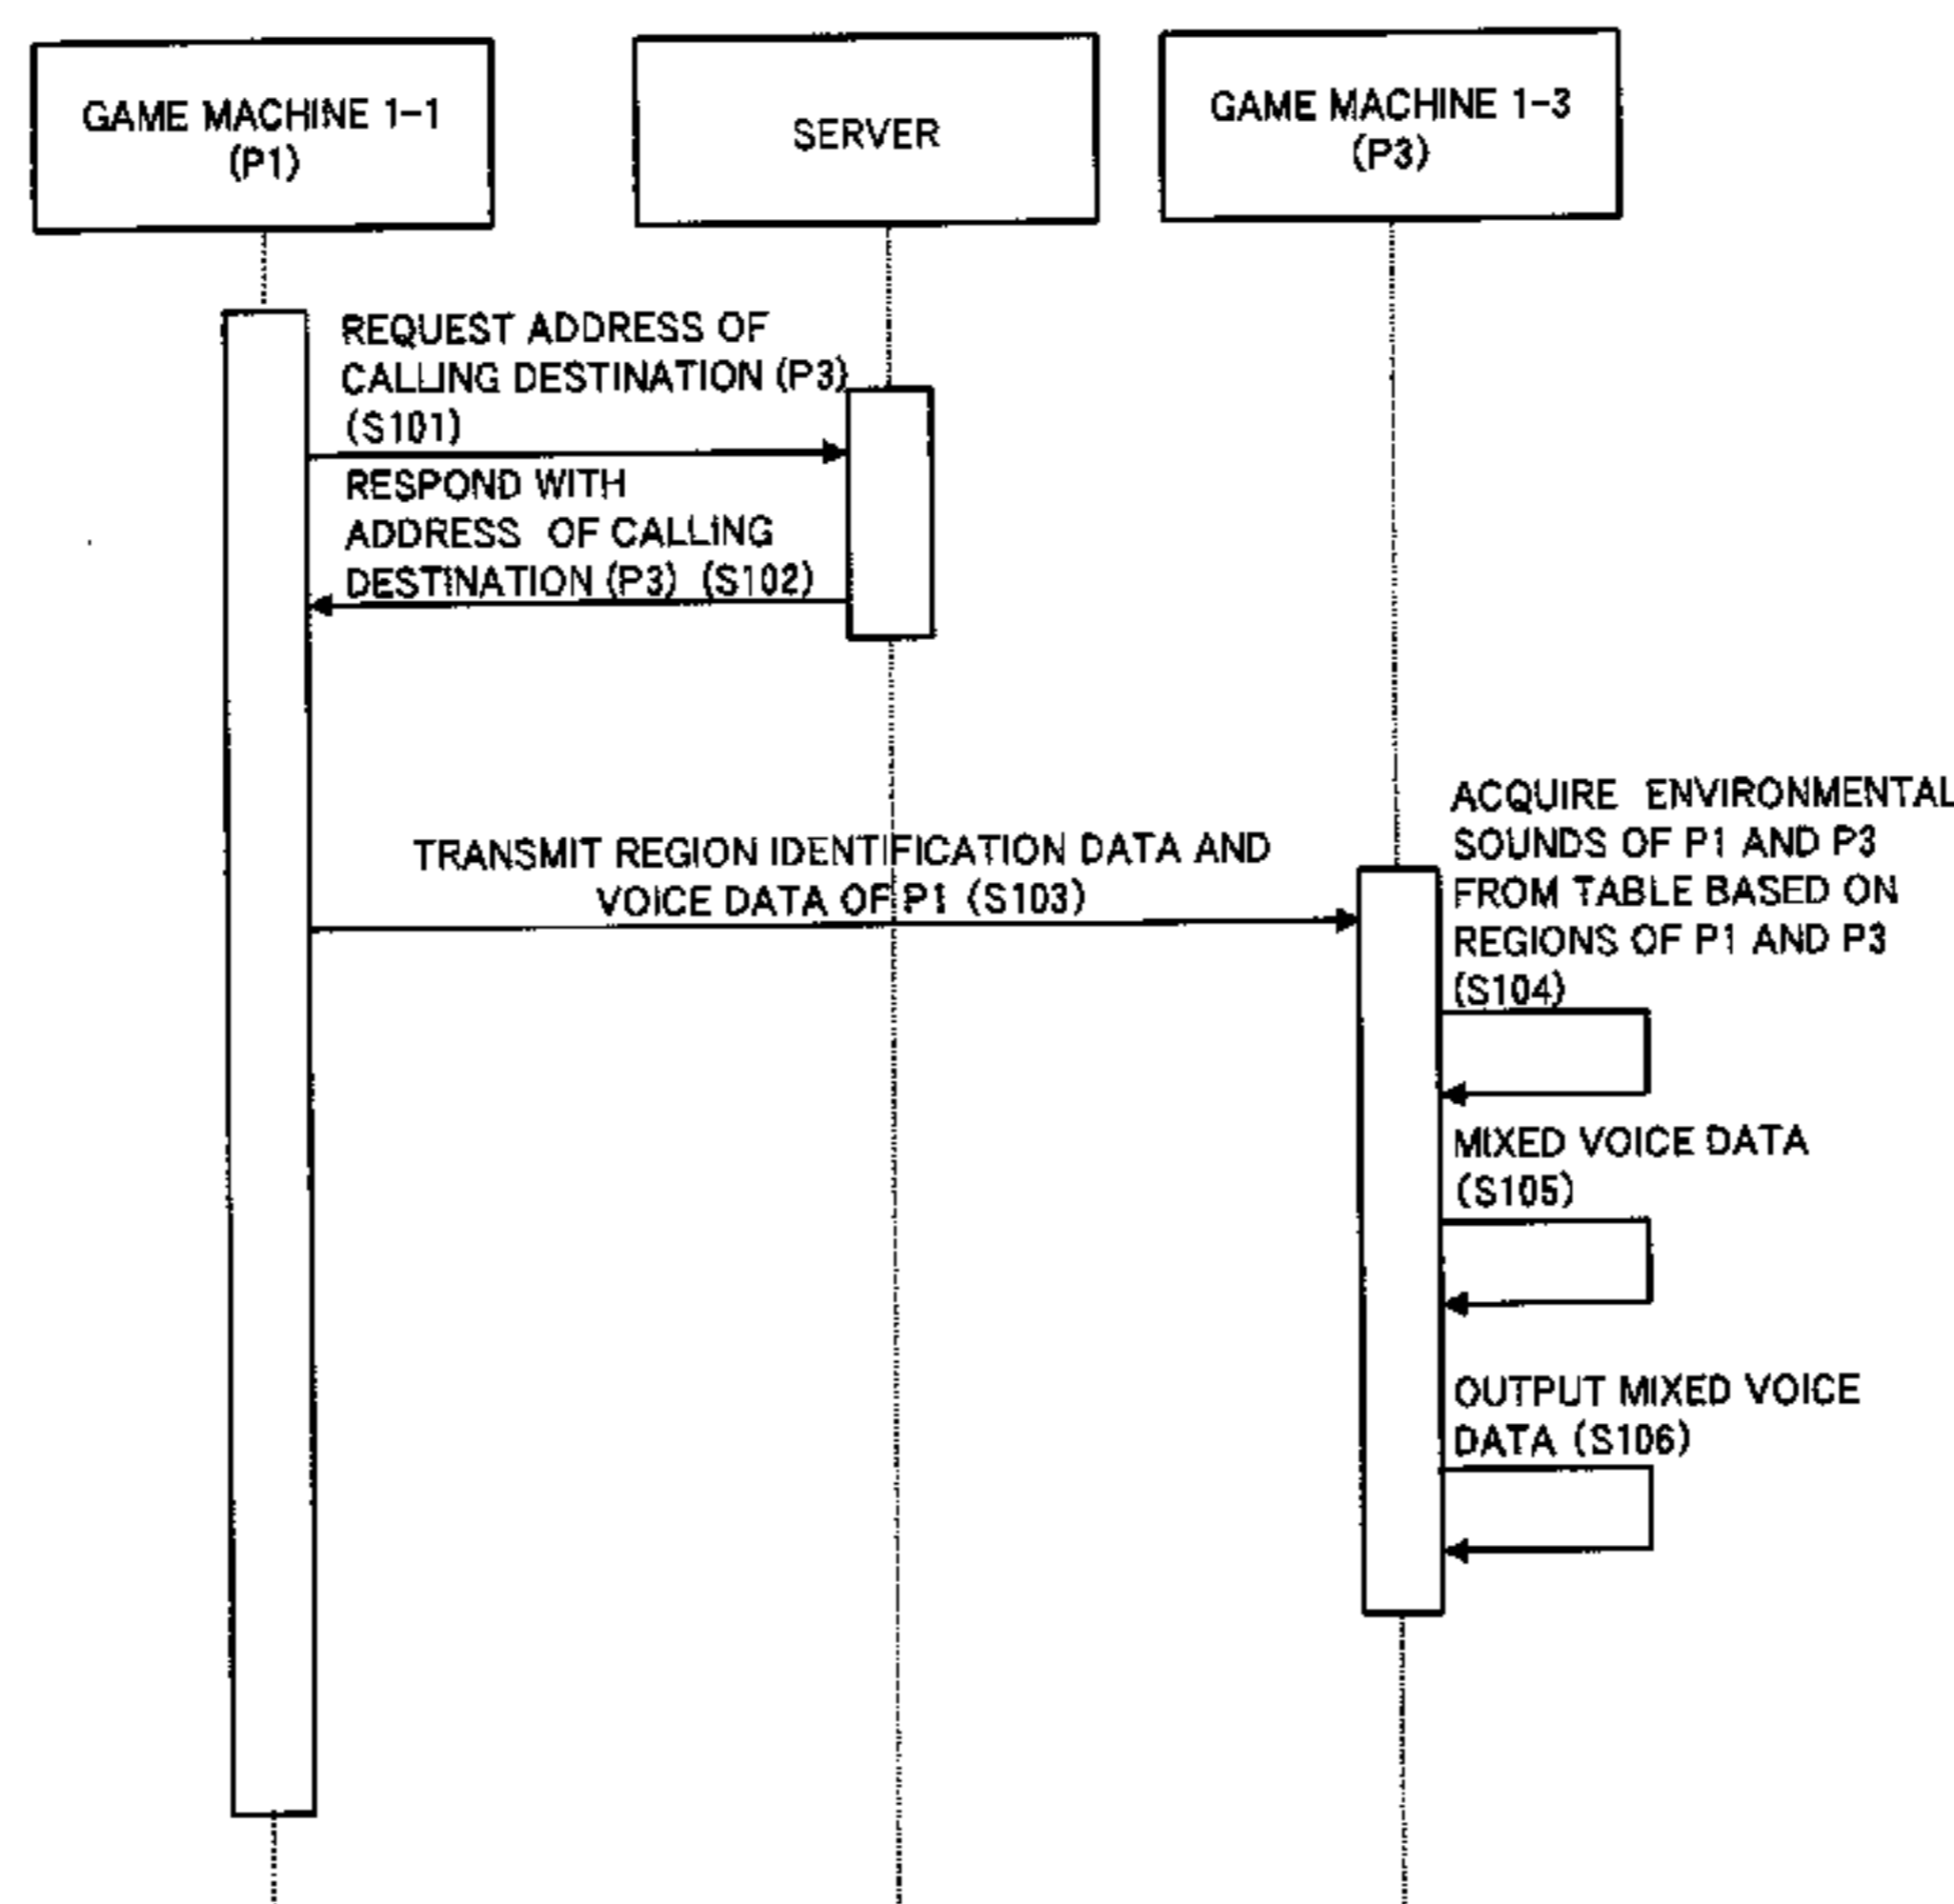 GAME MACHINE 1-1
(P1)
SERVER
GAME MACHINE 1-3
(P3)
REQUEST ADDRESS OF
CALLING DESTINATION (P3)
(S101)
RESPOND WITH
ADDRESS OF CALLING
DESTINATION (P3) (S102)
TRANSMIT REGION IDENTIFICATION DATA AND
VOICE DATA OF P1 (S103)
ACQUIRE ENVIRONMENTAL
SOUNDS OF P1 AND P3
FROM TABLE BASED ON
REGIONS OF P1 AND P3
(S104)
MIXED VOICE DATA
(S105)
OUTPUT MIXED VOICE
DATA (S106)